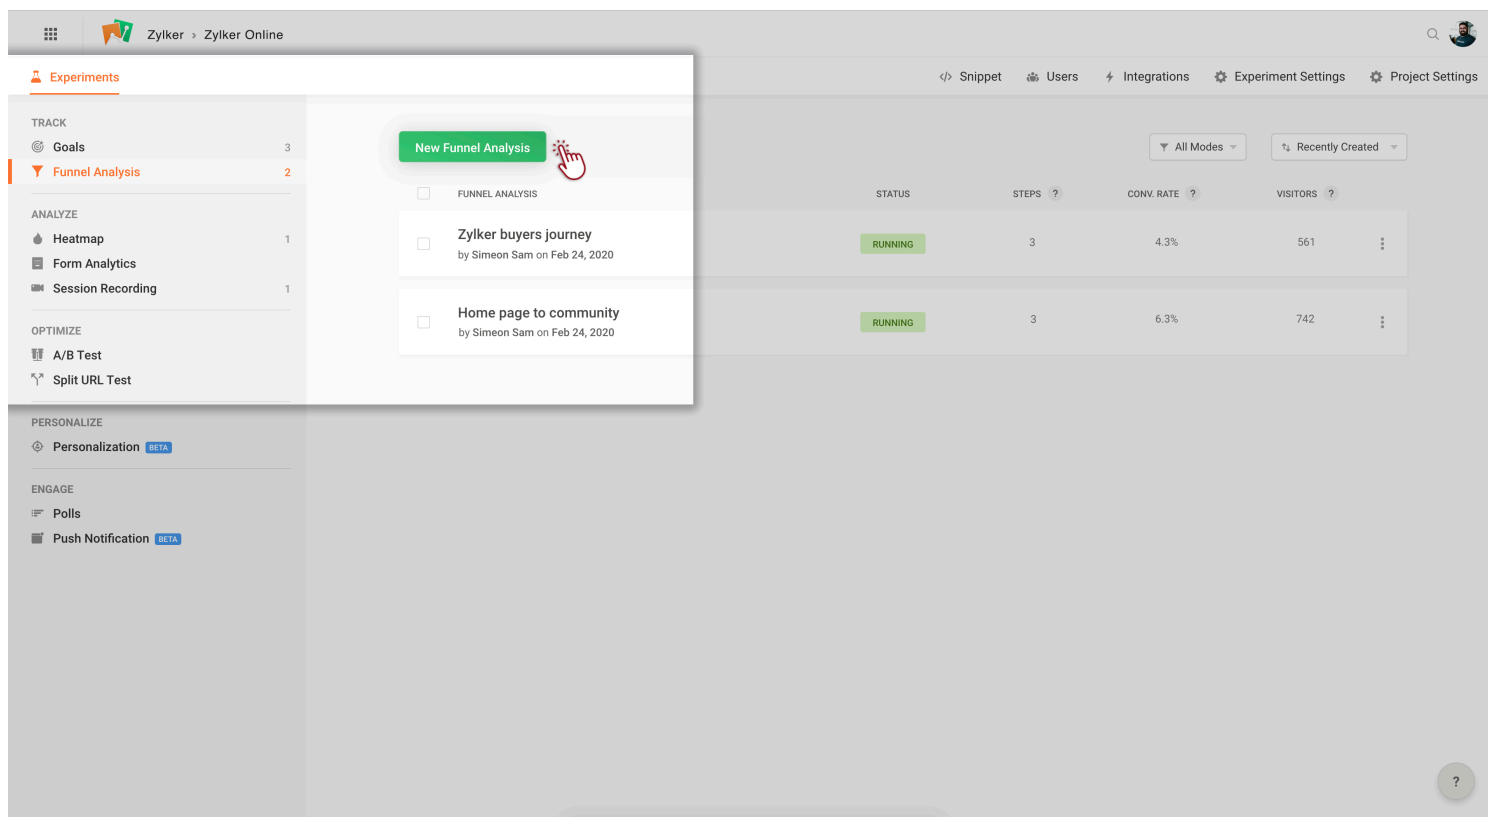 Zylker › Zylker Online
Experiments
</> Snippet Users Integrations Experiment Settings Project Settings
TRACK
Goals 3
Funnel Analysis 2
ANALYZE
Heatmap 1
Form Analytics
Session Recording 1
OPTIMIZE
A/B Test
Split URL Test
PERSONALIZE
Personalization BETA
ENGAGE
Polls
Push Notification BETA
New Funnel Analysis
All Modes Recently Created
FUNNEL ANALYSIS STATUS STEPS ? CONV. RATE ? VISITORS ?
Zylker buyers journey
by Simeon Sam on Feb 24, 2020
RUNNING 3 4.3% 561
Home page to community
by Simeon Sam on Feb 24, 2020
RUNNING 3 6.3% 742
?